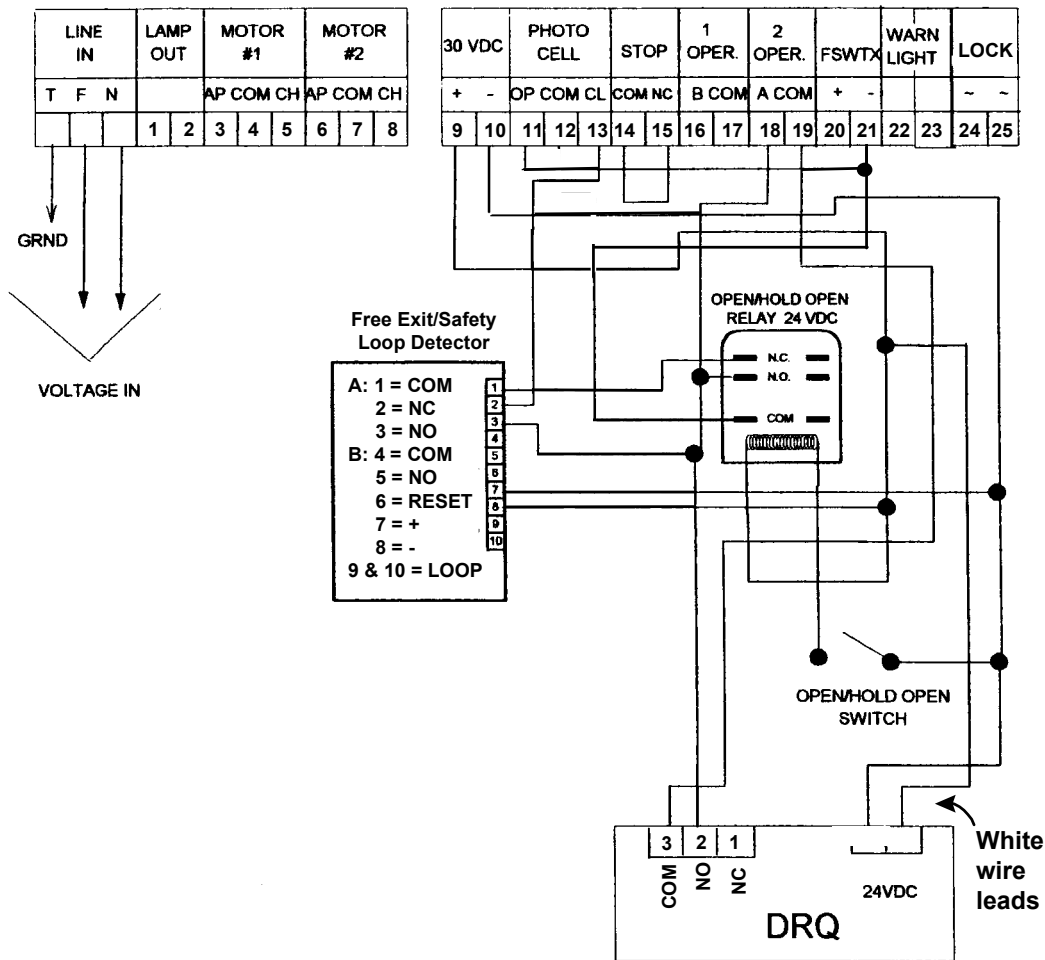 LINE IN
LAMP OUT
MOTOR #1
MOTOR #2
T F N
AP COM CH
AP COM CH
1 2 3 4 5 6 7 8
30 VDC
PHOTO CELL
STOP
1 OPER.
2 OPER.
FSWTX
WARN LIGHT
LOCK
+ -
OP COM CL
COM NC
B COM
A COM
+ -
~ ~
9 10 11 12 13 14 15 16 17 18 19 20 21 22 23 24 25
GRND
VOLTAGE IN
Free Exit/Safety
Loop Detector
A: 1 = COM
2 = NC
3 = NO
B: 4 = COM
5 = NO
6 = RESET
7 = +
8 = -
9 & 10 = LOOP
1
2
3
4
5
6
7
8
9
10
OPEN/HOLD OPEN
RELAY 24 VDC
N.C.
N.O.
COM
OPEN/HOLD OPEN
SWITCH
White
wire
leads
3 2 1
COM
NO
NC
24VDC
DRQ